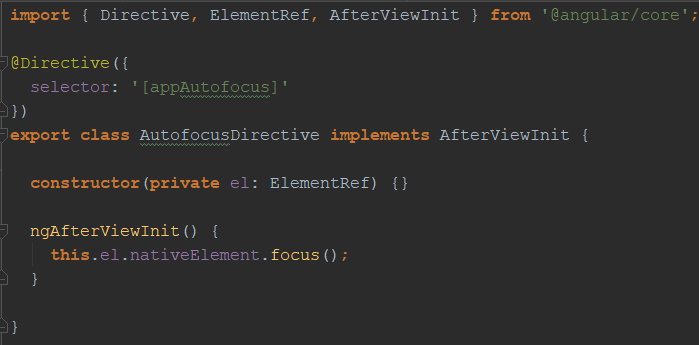 import { Directive, ElementRef, AfterViewInit } from '@angular/core';
@Directive({
selector: '[appAutofocus]'
})
export class AutofocusDirective implements AfterViewInit {
constructor(private el: ElementRef) {}
ngAfterViewInit() {
this.el.nativeElement.focus();
}
}